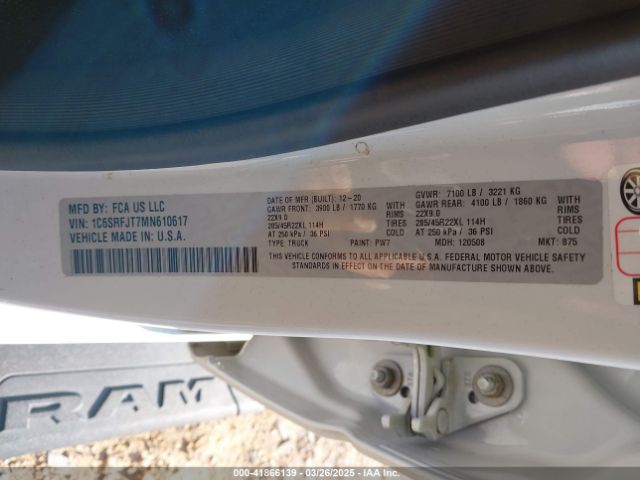 MFD BY: FCA US LLC
VIN: 1C6SRFJT7MN610617
VEHICLE MADE IN: U.S.A.
DATE OF MFR (BUILT): 12-20
GAWR FRONT: 3900 LB / 1770 KG WITH
22X9.0 RIMS
285/45R22XL 114H TIRES
AT 250 kPa / 36 PSI COLD
TYPE: TRUCK PAINT: PW7
GVWR: 7100 LB / 3221 KG
GAWR REAR: 4100 LB / 1860 KG WITH
22X9.0 RIMS
285/45R22XL 114H TIRES
AT 250 kPa / 36 PSI COLD
MDH: 120508 MKT: B75
THIS VEHICLE CONFORMS TO ALL APPLICABLE U.S.A. FEDERAL MOTOR VEHICLE SAFETY
STANDARDS IN EFFECT ON THE DATE OF MANUFACTURE SHOWN ABOVE.
RAM
000-41866139 - 03/26/2025 - IAA Inc.